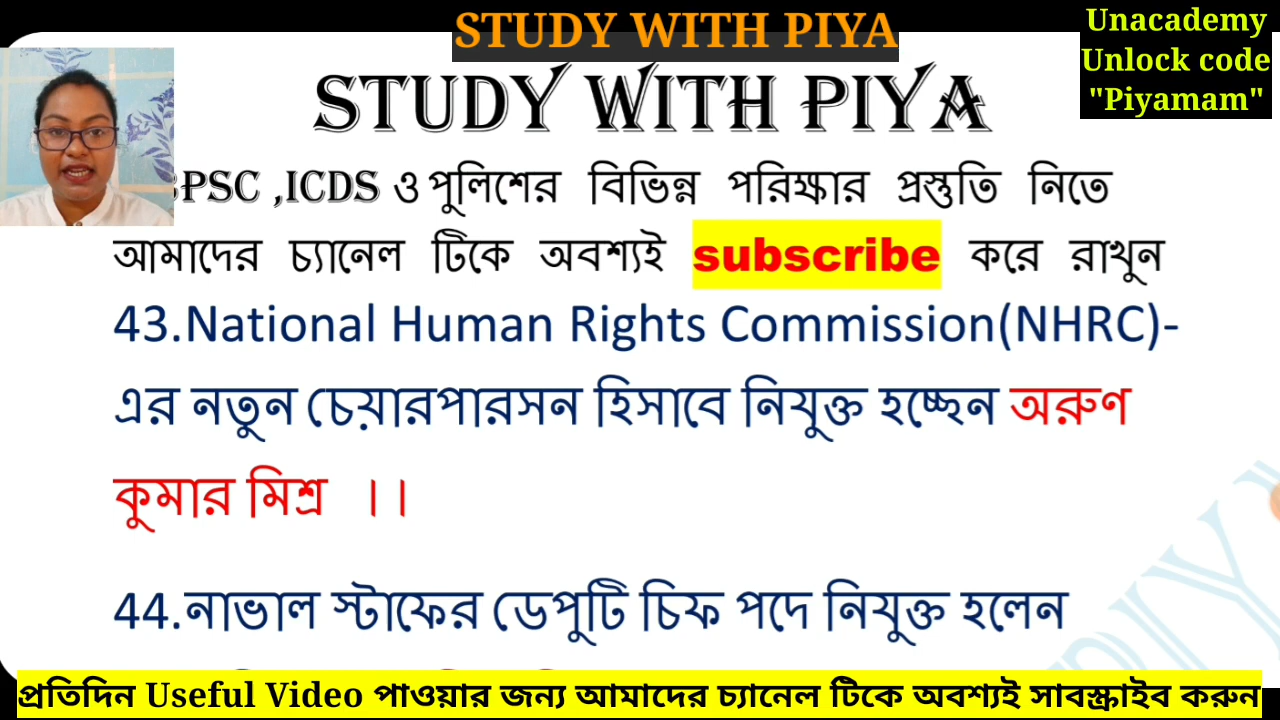 STUDY WITH PIYA
Unacademy
Unlock code
"Piyamam"
STUDY WITH PIYA
PSC ,ICDS ও পুলিশের বিভিন্ন পরিক্ষার প্রস্তুতি নিতে
আমাদের চ্যানেল টিকে অবশ্যই subscribe করে রাখুন
43.National Human Rights Commission(NHRC)-
এর নতুন চেয়ারপারসন হিসাবে নিযুক্ত হচ্ছেন অরুণ
কুমার মিশ্র ।।
44.নাভাল স্টাফের ডেপুটি চিফ পদে নিযুক্ত হলেন
প্রতিদিন Useful Video পাওয়ার জন্য আমাদের চ্যানেল টিকে অবশ্যই সাবস্ক্রাইব করুন